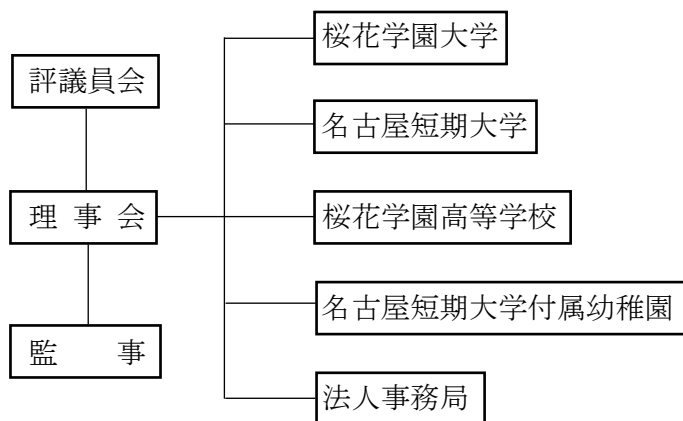 評議員会
理事会
監　　事
桜花学園大学
名古屋短期大学
桜花学園高等学校
名古屋短期大学付属幼稚園
法人事務局